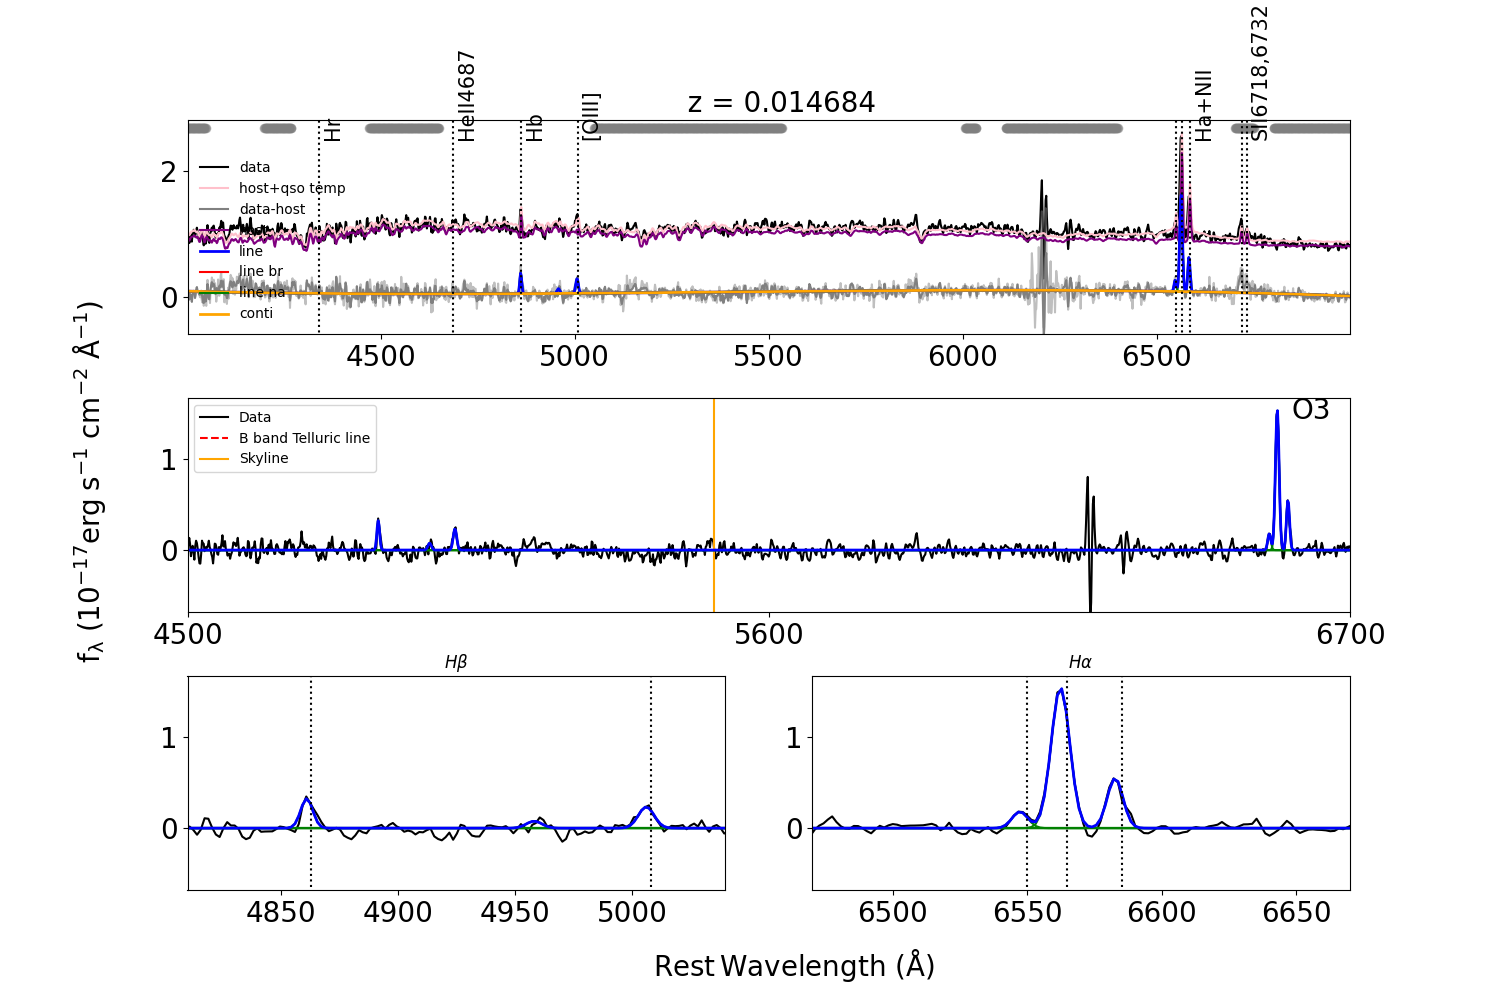 z = 0.014684
Hr
HeII4687
Hb
[OIII]
Ha+NII
SII6718,6732
data
host+qso temp
data-host
line
line br
line na
conti
2
0
4500 5000 5500 6000 6500
fλ (10⁻¹⁷erg s⁻¹ cm⁻² Å⁻¹)
Data
B band Telluric line
Skyline
O3
1
0
4500 5600 6700
Hβ
1
0
4850 4900 4950 5000
Hα
1
0
6500 6550 6600 6650
Rest Wavelength (Å)